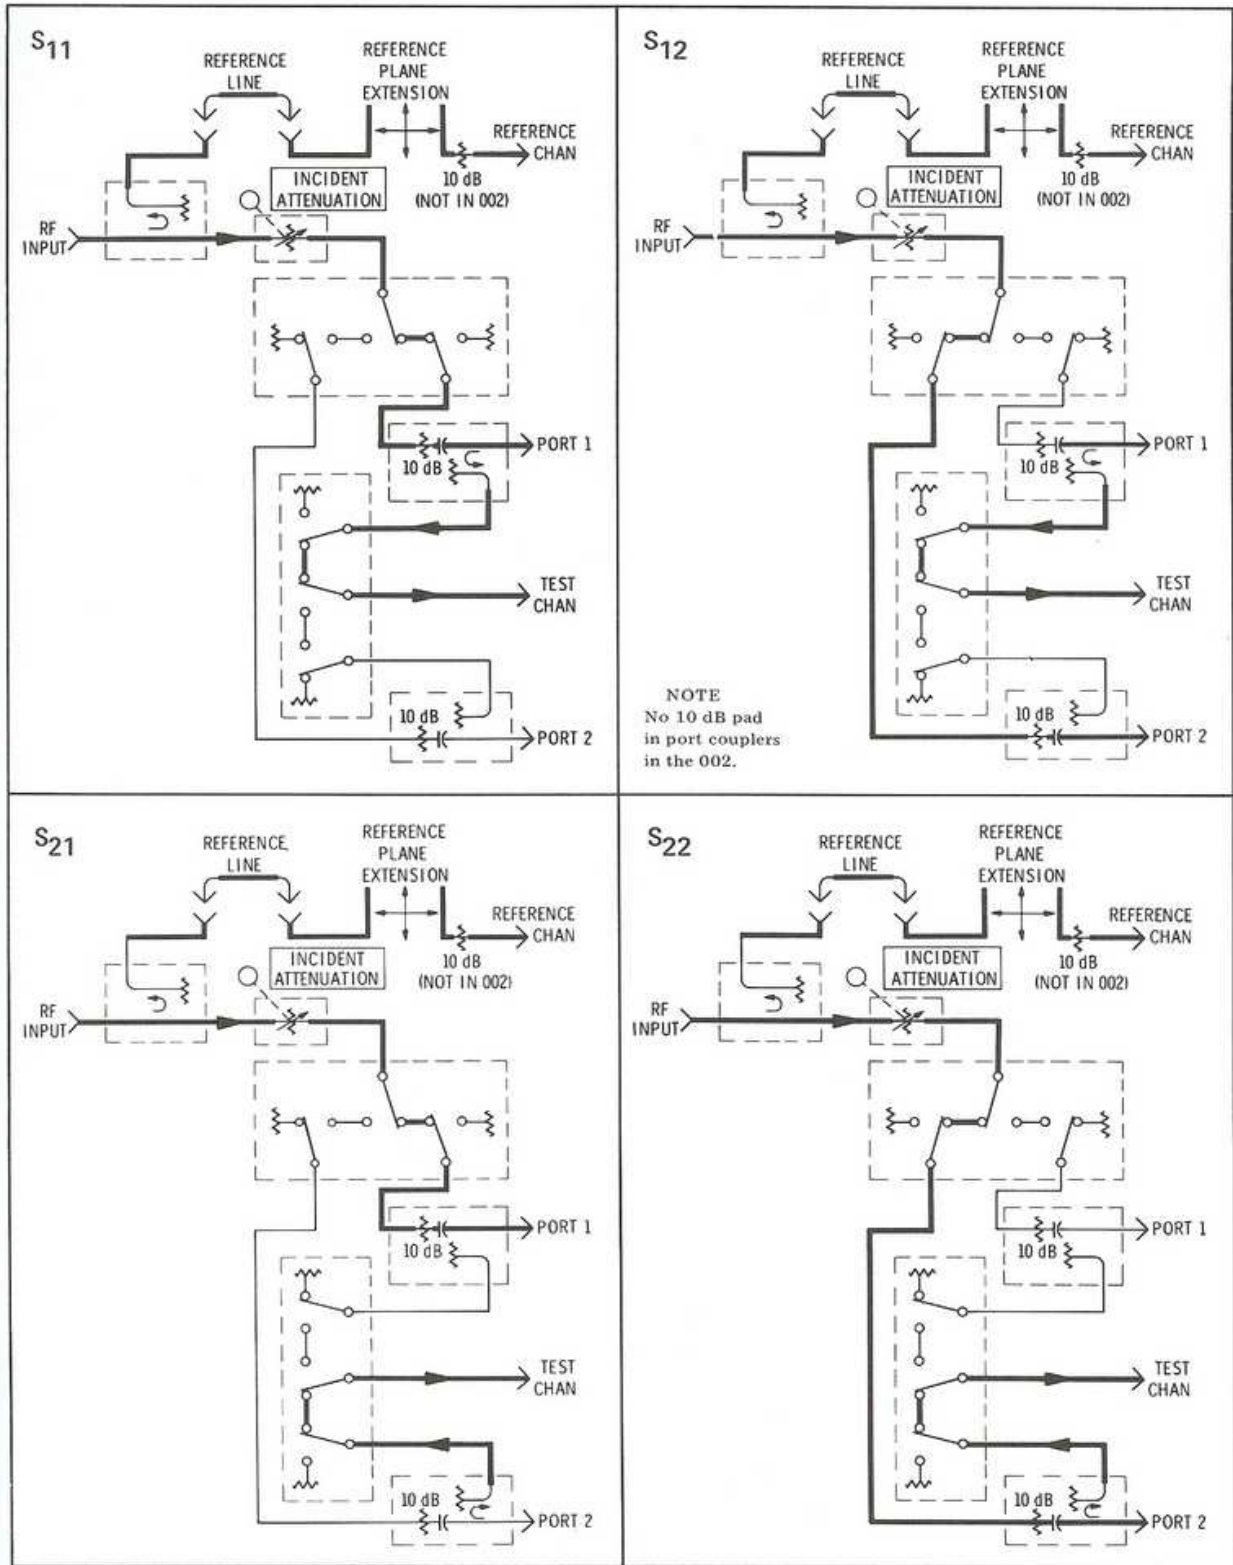 S11
REFERENCE
LINE
REFERENCE
PLANE
EXTENSION
REFERENCE
CHAN
10 dB
(NOT IN 002)
INCIDENT
ATTENUATION
RF
INPUT
PORT 1
10 dB
TEST
CHAN
10 dB
PORT 2
S12
REFERENCE
LINE
REFERENCE
PLANE
EXTENSION
REFERENCE
CHAN
10 dB
(NOT IN 002)
INCIDENT
ATTENUATION
RF
INPUT
PORT 1
10 dB
TEST
CHAN
NOTE
No 10 dB pad
in port couplers
in the 002.
10 dB
PORT 2
S21
REFERENCE
LINE
REFERENCE
PLANE
EXTENSION
REFERENCE
CHAN
10 dB
(NOT IN 002)
INCIDENT
ATTENUATION
RF
INPUT
PORT 1
10 dB
TEST
CHAN
10 dB
PORT 2
S22
REFERENCE
LINE
REFERENCE
PLANE
EXTENSION
REFERENCE
CHAN
10 dB
(NOT IN 002)
INCIDENT
ATTENUATION
RF
INPUT
PORT 1
10 dB
TEST
CHAN
10 dB
PORT 2